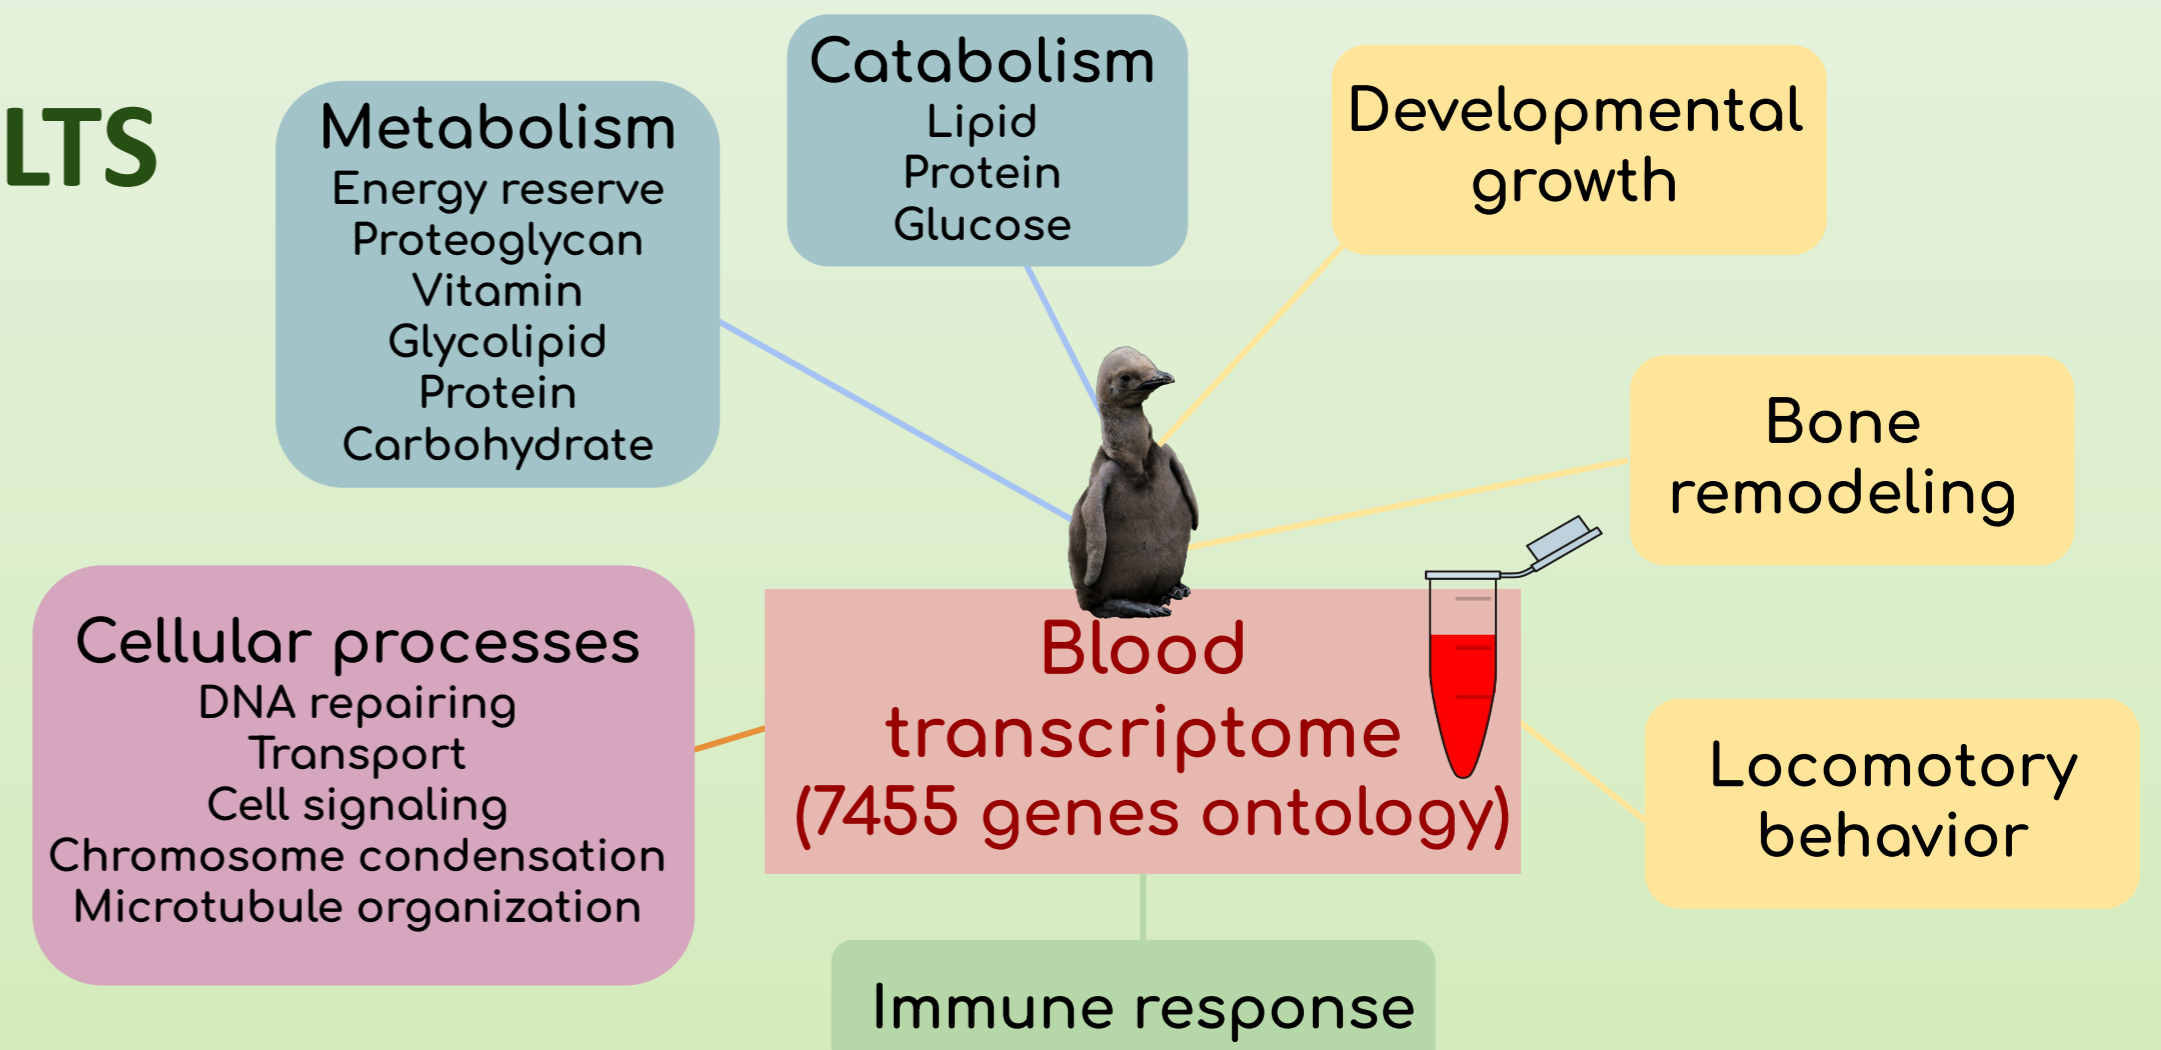 LTS
Metabolism
Energy reserve
Proteoglycan
Vitamin
Glycolipid
Protein
Carbohydrate
Catabolism
Lipid
Protein
Glucose
Developmental
growth
Bone
remodeling
Cellular processes
DNA repairing
Transport
Cell signaling
Chromosome condensation
Microtubule organization
Blood
transcriptome
(7455 genes ontology)
Locomotory
behavior
Immune response